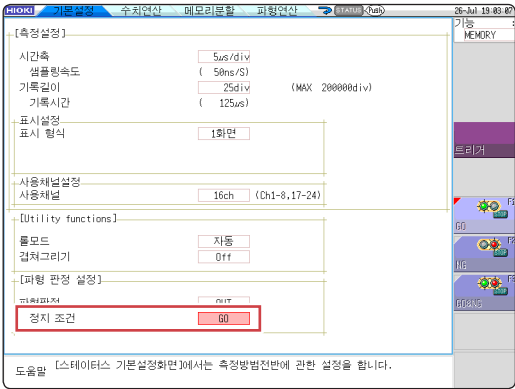 HIOKI 기본설정 수치연산 메모리분할 파형연산 STATUS Push 26-Jul 19:03:07
기능 :
MEMORY
[측정설정]
시간축 5us/div
샘플링속도 ( 50ns/S)
기록길이 25div (MAX 200000div)
기록시간 ( 125us)
표시설정
표시 형식 1화면
트리거
사용채널설정
사용채널 16ch (Ch1-8,17-24)
[Utility functions]
롤모드 자동
겹쳐그리기 Off
[파형 판정 설정]
파형판정 OUT
정지 조건 GO
GO
NG
GO&NG
도움말 [스테이터스 기본설정화면]에서는 측정방법전반에 관한 설정을 합니다.